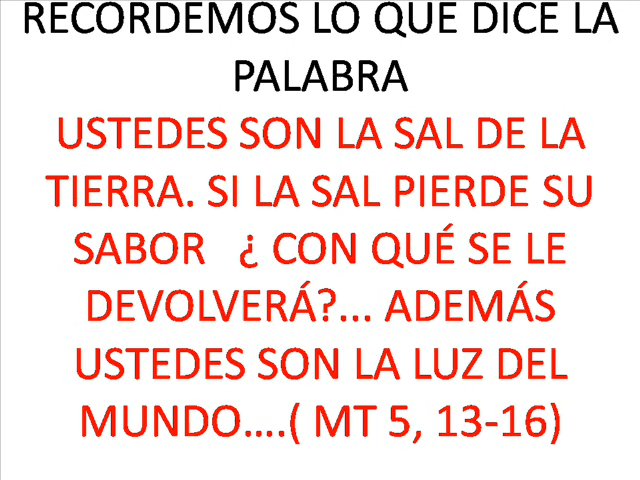 RECORDEMOS LO QUE DICE LA
PALABRA
USTEDES SON LA SAL DE LA
TIERRA. SI LA SAL PIERDE SU
SABOR   ¿ CON QUÉ SE LE
DEVOLVERÁ?... ADEMÁS
USTEDES SON LA LUZ DEL
MUNDO....( MT 5, 13-16)